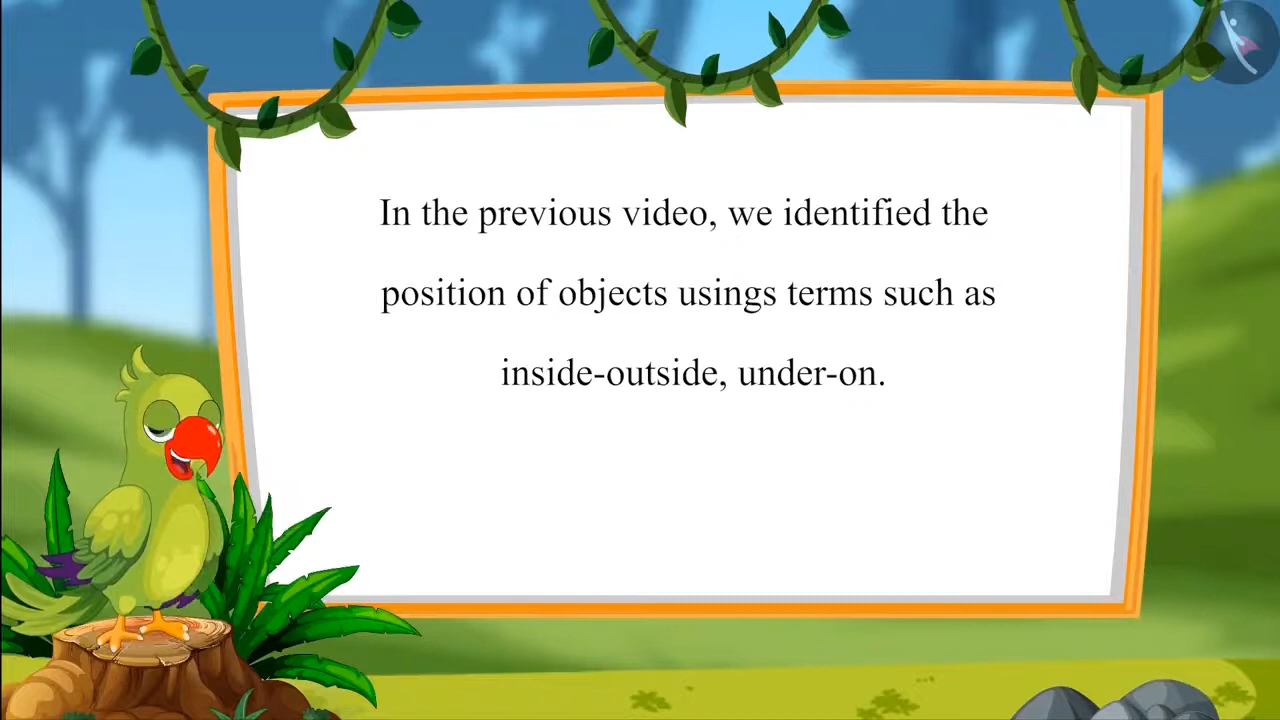 In the previous video, we identified the
position of objects usings terms such as
inside-outside, under-on.